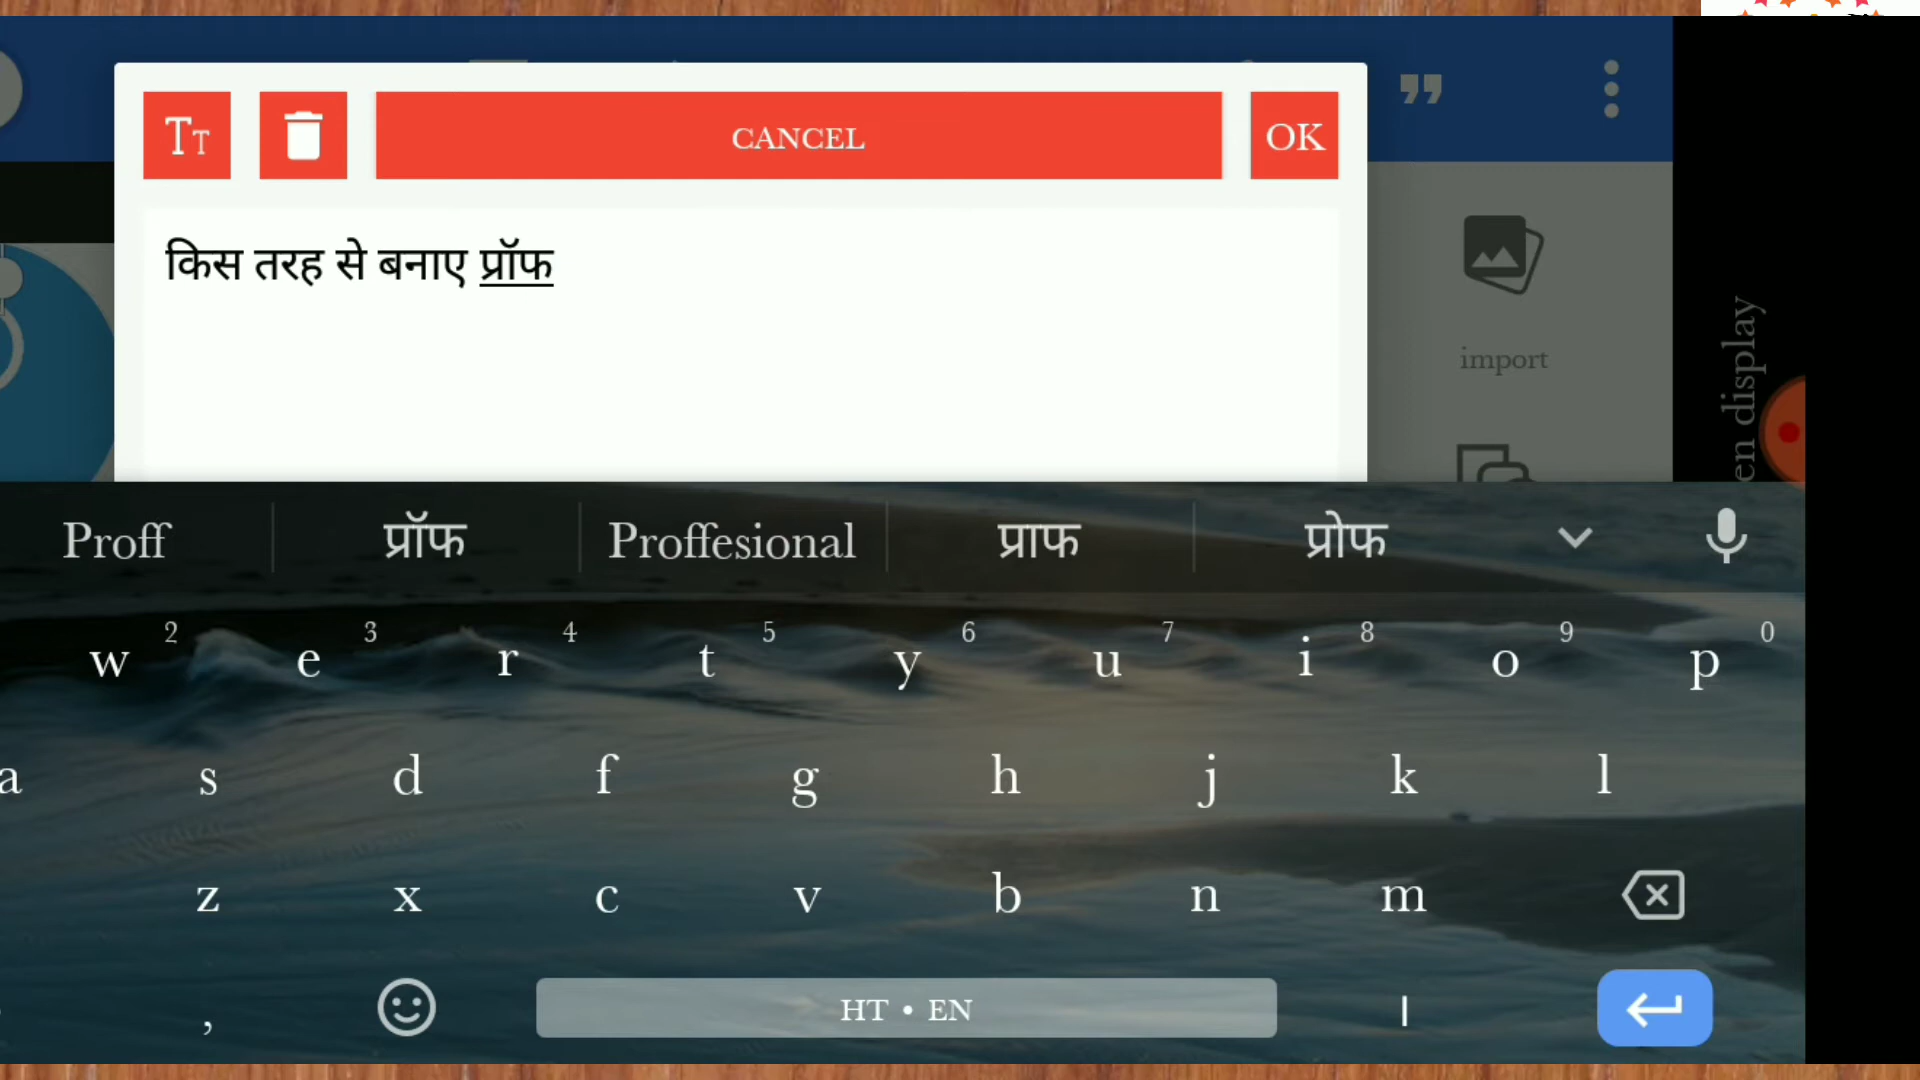 CANCEL
OK
किस तरह से बनाए प्रॉफ
import
en display
Proff
प्रॉफ
Proffesional
प्राफ
प्रोफ
2 3 4 5 6 7 8 9 0
w e r t y u i o p
a s d f g h j k l
z x c v b n m
, HT • EN |